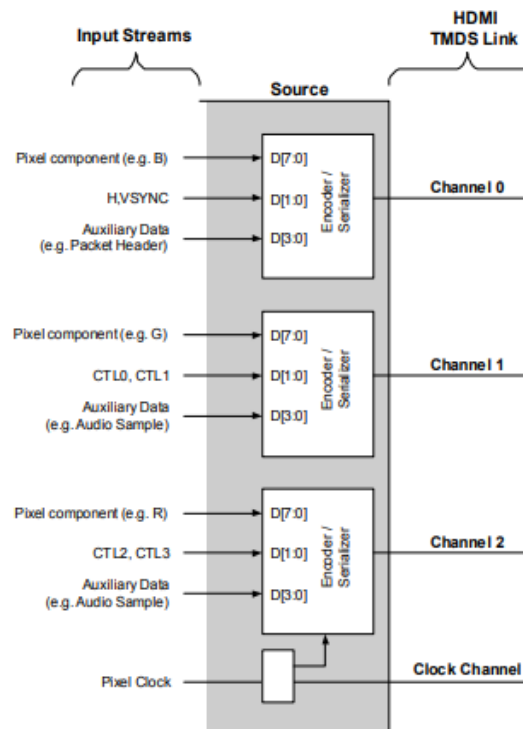 HDMI
TMDS Link
Input Streams
Source
Pixel component (e.g. B)
D[7:0]
H,VSYNC
D[1:0]
Auxiliary Data
(e.g. Packet Header)
D[3:0]
Encoder /
Serializer
Channel 0
Pixel component (e.g. G)
D[7:0]
CTL0, CTL1
D[1:0]
Auxiliary Data
(e.g. Audio Sample)
D[3:0]
Encoder /
Serializer
Channel 1
Pixel component (e.g. R)
D[7:0]
CTL2, CTL3
D[1:0]
Auxiliary Data
(e.g. Audio Sample)
D[3:0]
Encoder /
Serializer
Channel 2
Pixel Clock
Clock Channel